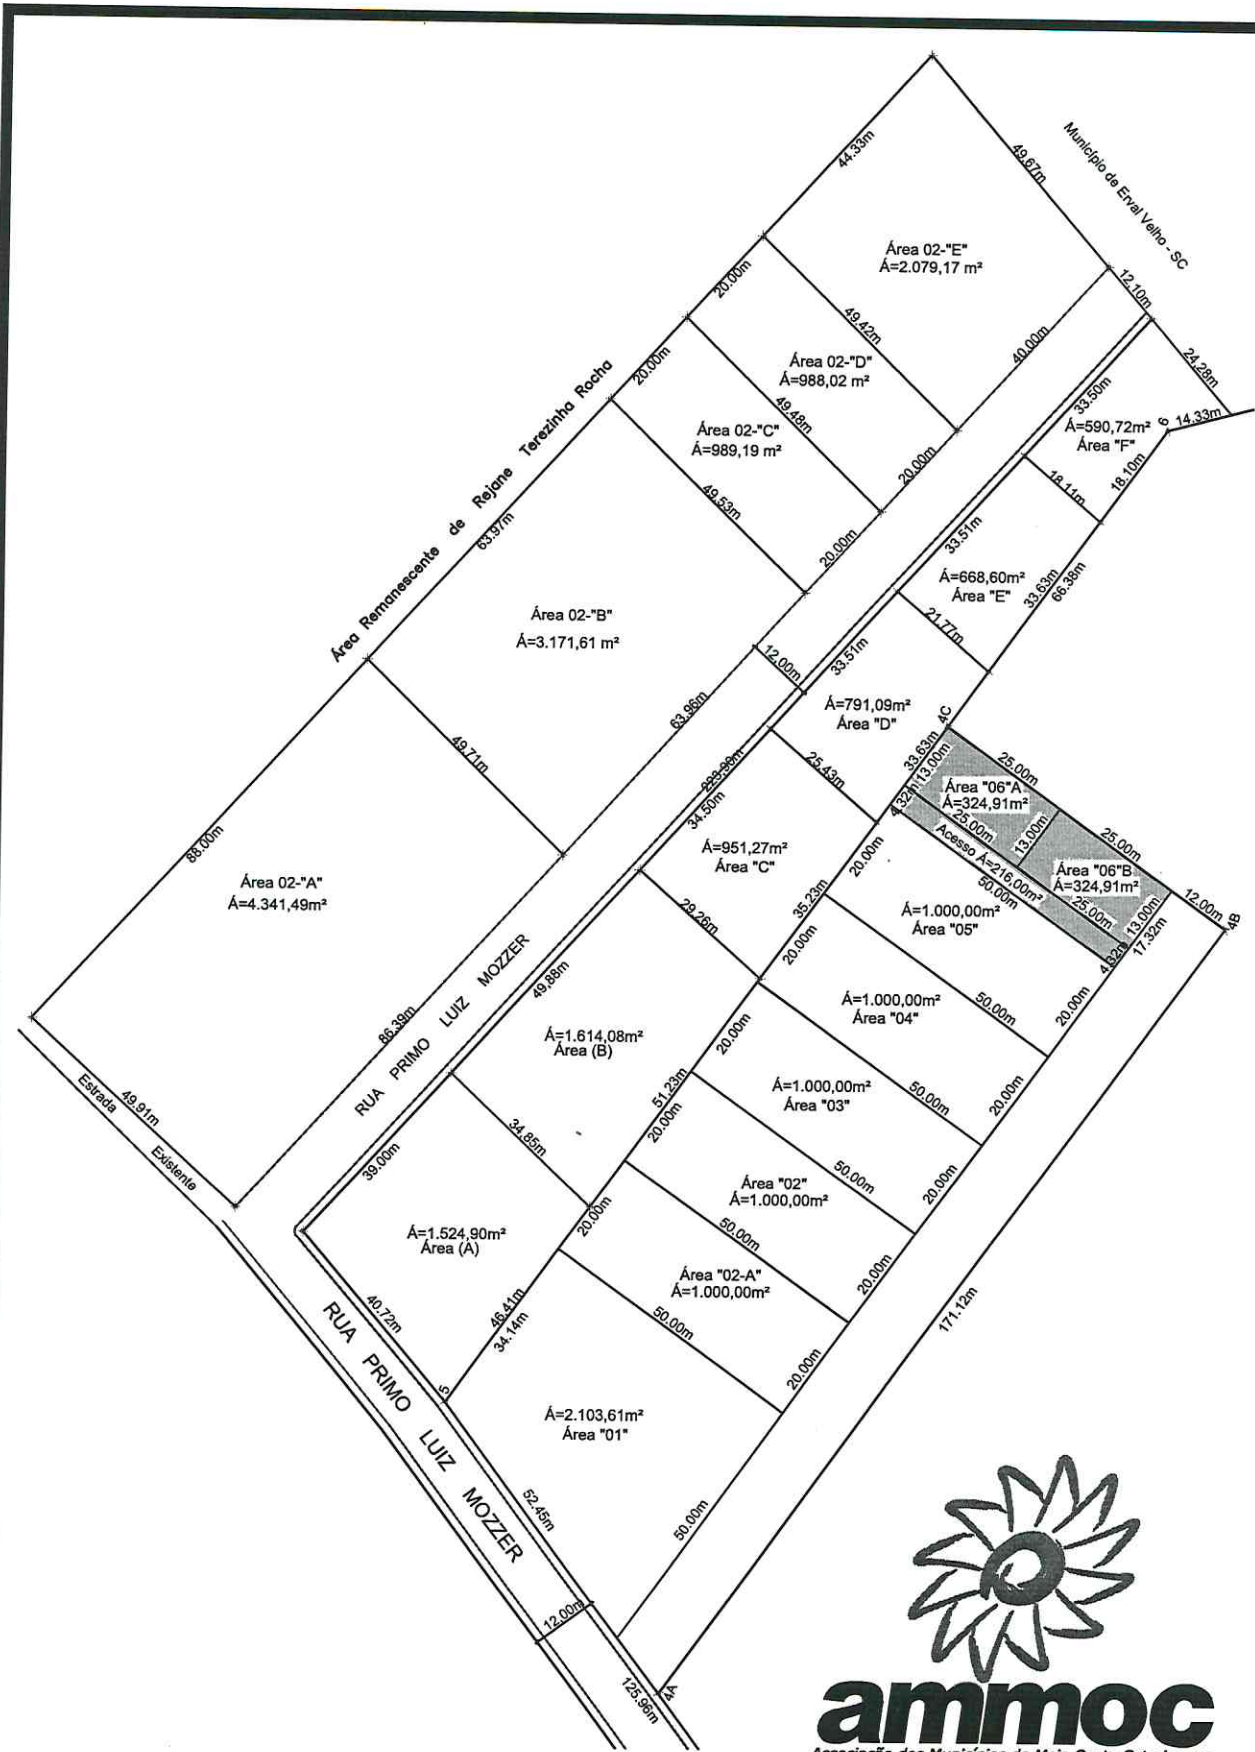 44.33m
49.67m
Município de Erval Velho - SC
Área 02-"E"
Á=2.079,17 m²
12.10m
20.00m
49.42m
40.00m
24.28m
Área 02-"D"
Á=988,02 m²
20.00m
49.48m
33.50m
14.33m
6
Á=590,72m²
Área "F"
Área Remanescente de Rejane Terezinha Rocha
Área 02-"C"
Á=989,19 m²
20.00m
18.10m
18.11m
49.53m
63.97m
20.00m
33.51m
Á=668,60m²
Área "E"
33.63m
66.38m
Área 02-"B"
Á=3.171,61 m²
21.77m
12.00m
33.51m
63.96m
Á=791,09m²
Área "D"
4C
49.71m
223.90m
25.43m
33.63m
13.00m
25.00m
Área "06"A
Á=324,91m²
4.32m
25.00m
13.00m
25.00m
34.50m
88.00m
Á=951,27m²
Área "C"
20.00m
Acesso Á=216,00m²
Área "06"B
Á=324,91m²
50.00m
25.00m
12.00m
13.00m
4B
17.32m
4.32m
Área 02-"A"
Á=4.341,49m²
35.23m
29.26m
Á=1.000,00m²
Área "05"
20.00m
49,88m
RUA PRIMO LUIZ MOZZER
86.39m
Á=1.000,00m²
Área "04"
50.00m
20.00m
Á=1.614,08m²
Área (B)
20.00m
Estrada Existente
49.91m
51.23m
Á=1.000,00m²
Área "03"
50.00m
20.00m
34.85m
20.00m
39.00m
Área "02"
Á=1.000,00m²
50.00m
20.00m
Á=1.524,90m²
Área (A)
20.00m
50.00m
Área "02-A"
Á=1.000,00m²
20.00m
40.72m
46.41m
34.14m
50.00m
171.12m
RUA PRIMO LUIZ MOZZER
5
20.00m
Á=2.103,61m²
Área "01"
52.45m
50.00m
12.00m
125.96m
4A
ammoc